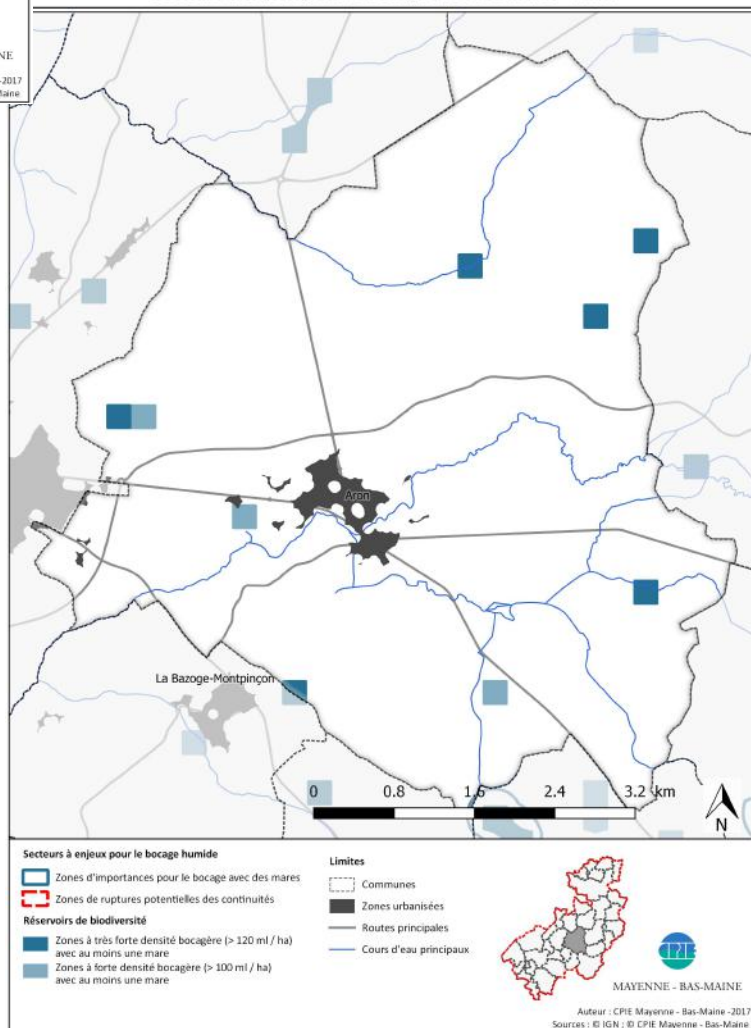 NE
-2017
Maine
Aron
La Bazoge-Montpinçon
0 0.8 1.6 2.4 3.2 km
N
Secteurs à enjeux pour le bocage humide
Zones d'importances pour le bocage avec des mares
Zones de ruptures potentielles des continuités
Réservoirs de biodiversité
Zones à très forte densité bocagère (> 120 ml / ha)
avec au moins une mare
Zones à forte densité bocagère (> 100 ml / ha)
avec au moins une mare
Limites
Communes
Zones urbanisées
Routes principales
Cours d'eau principaux
CPIE
MAYENNE - BAS-MAINE
Auteur : CPIE Mayenne - Bas-Maine -2017
Sources : © IGN ; © CPIE Mayenne - Bas-Maine